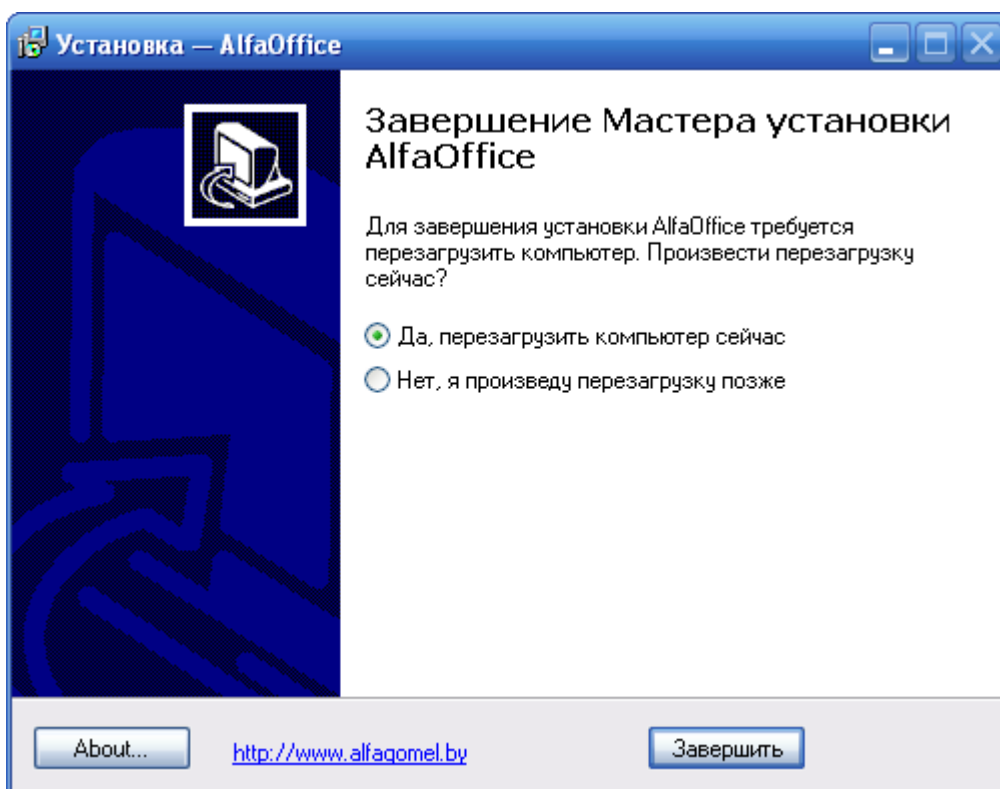 Установка — AlfaOffice
Завершение Мастера установки
AlfaOffice
Для завершения установки AlfaOffice требуется
перезагрузить компьютер. Произвести перезагрузку
сейчас?
Да, перезагрузить компьютер сейчас
Нет, я произведу перезагрузку позже
About...
http://www.alfagomel.by
Завершить